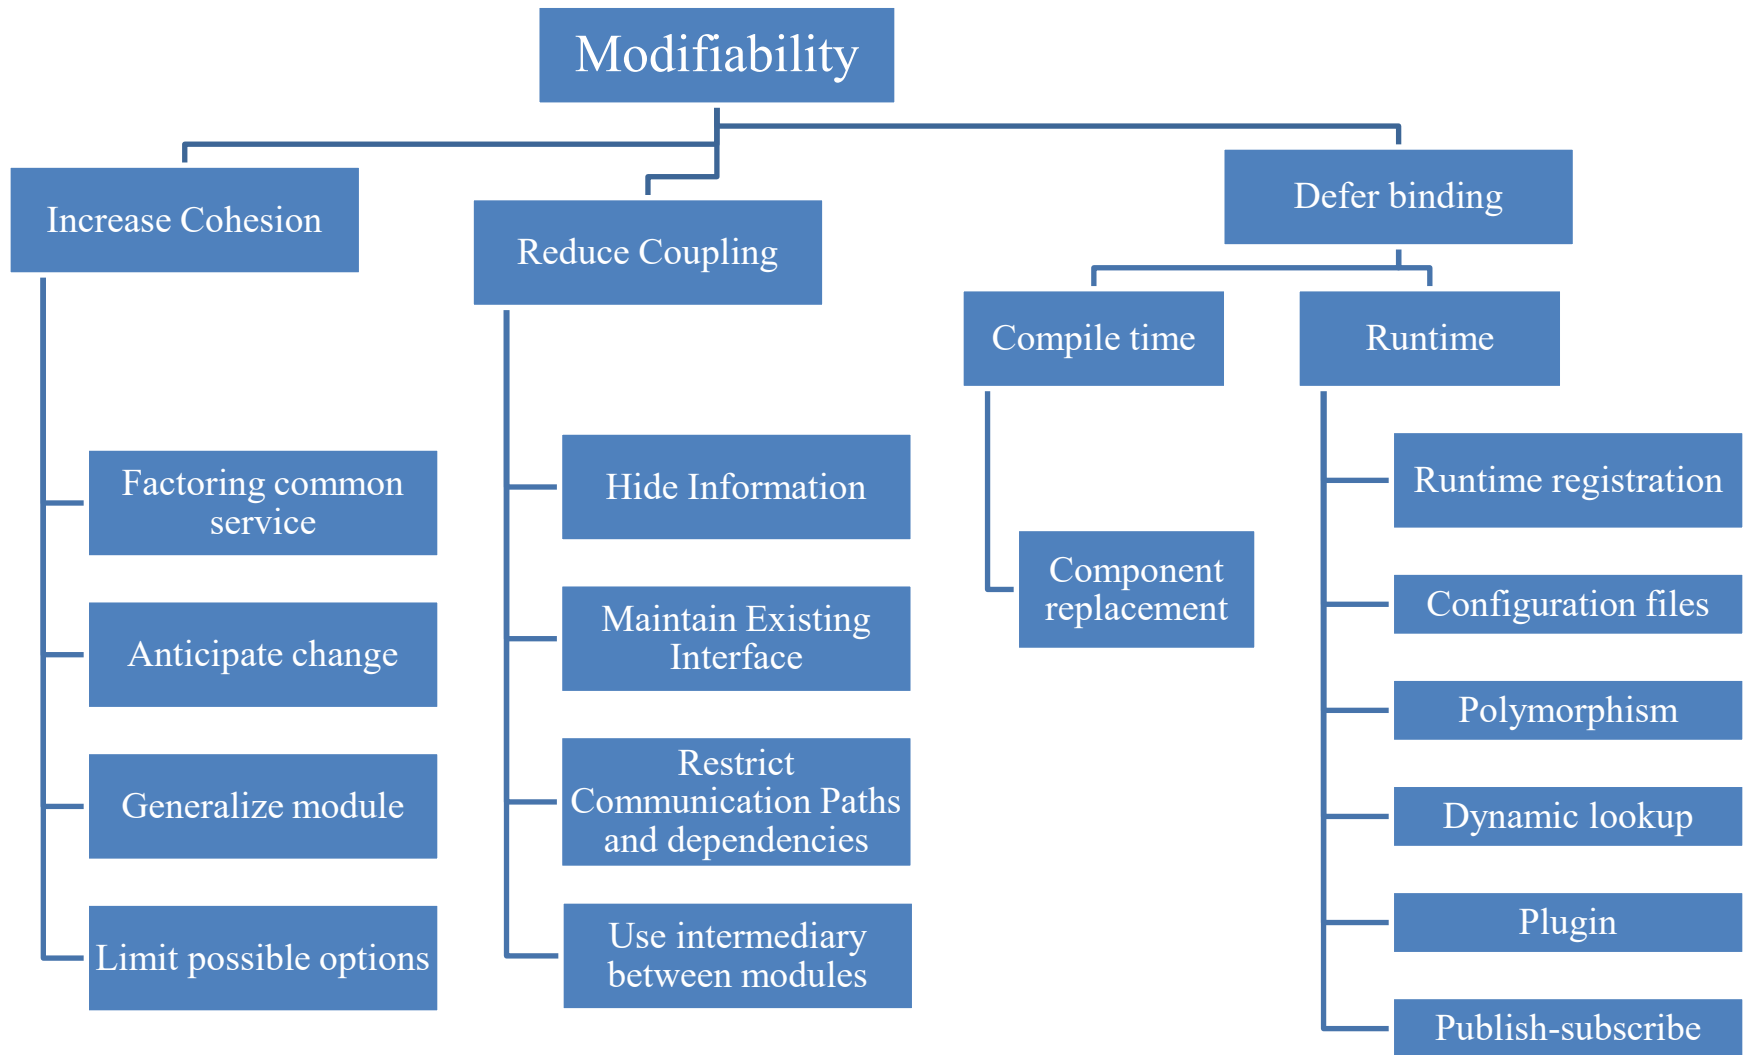 Modifiability
Increase Cohesion
Factoring common
service
Anticipate change
Generalize module
Limit possible options
Reduce Coupling
Hide Information
Maintain Existing
Interface
Restrict
Communication Paths
and dependencies
Use intermediary
between modules
Defer binding
Compile time
Component
replacement
Runtime
Runtime registration
Configuration files
Polymorphism
Dynamic lookup
Plugin
Publish-subscribe